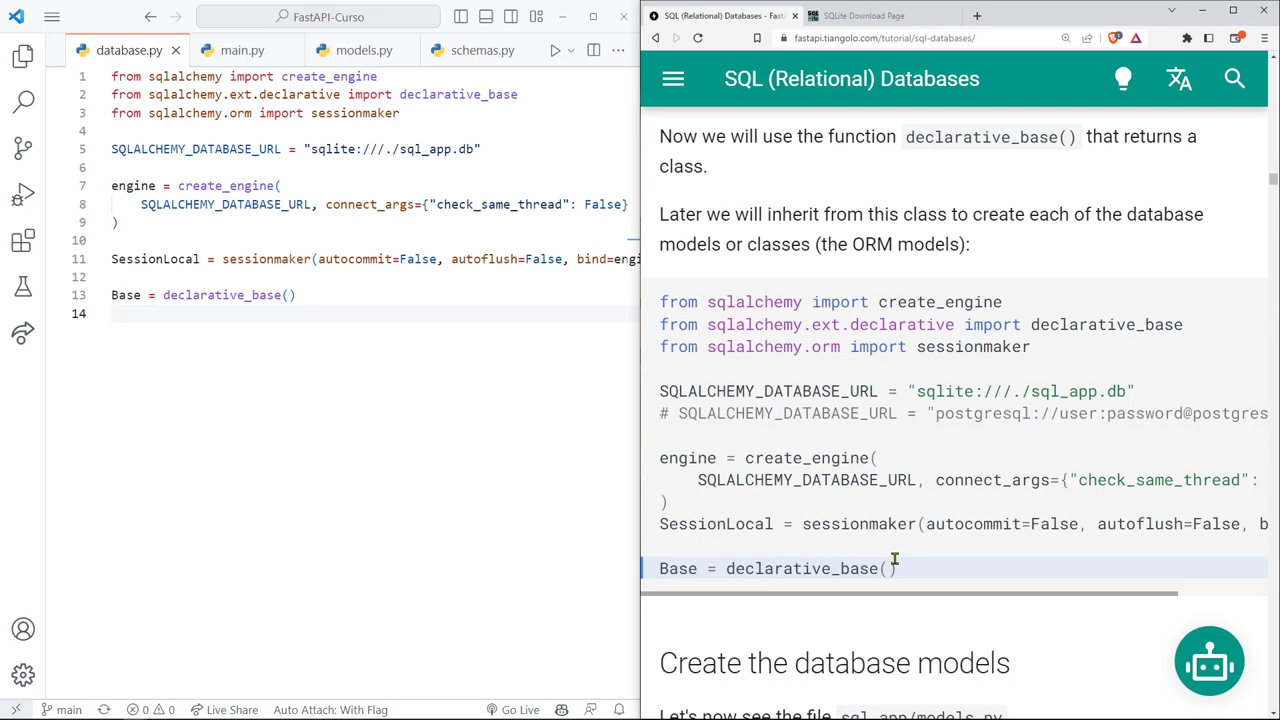 FastAPI-Curso
database.py
main.py
models.py
schemas.py
1 from sqlalchemy import create_engine
2 from sqlalchemy.ext.declarative import declarative_base
3 from sqlalchemy.orm import sessionmaker
4
5 SQLALCHEMY_DATABASE_URL = "sqlite:///./sql_app.db"
6
7 engine = create_engine(
8 SQLALCHEMY_DATABASE_URL, connect_args={"check_same_thread": False}
9 )
10
11 SessionLocal = sessionmaker(autocommit=False, autoflush=False, bind=engi
12
13 Base = declarative_base()
14
main
0 0
Live Share
Auto Attach: With Flag
Go Live
SQL (Relational) Databases - Fast
SQLite Download Page
fastapi.tiangolo.com/tutorial/sql-databases/
SQL (Relational) Databases
Now we will use the function declarative_base() that returns a
class.
Later we will inherit from this class to create each of the database
models or classes (the ORM models):
from sqlalchemy import create_engine
from sqlalchemy.ext.declarative import declarative_base
from sqlalchemy.orm import sessionmaker
SQLALCHEMY_DATABASE_URL = "sqlite:///./sql_app.db"
# SQLALCHEMY_DATABASE_URL = "postgresql://user:password@postgres
engine = create_engine(
SQLALCHEMY_DATABASE_URL, connect_args={"check_same_thread":
)
SessionLocal = sessionmaker(autocommit=False, autoflush=False, b
Base = declarative_base()
Create the database models
Let's now see the file sql_app/models.py